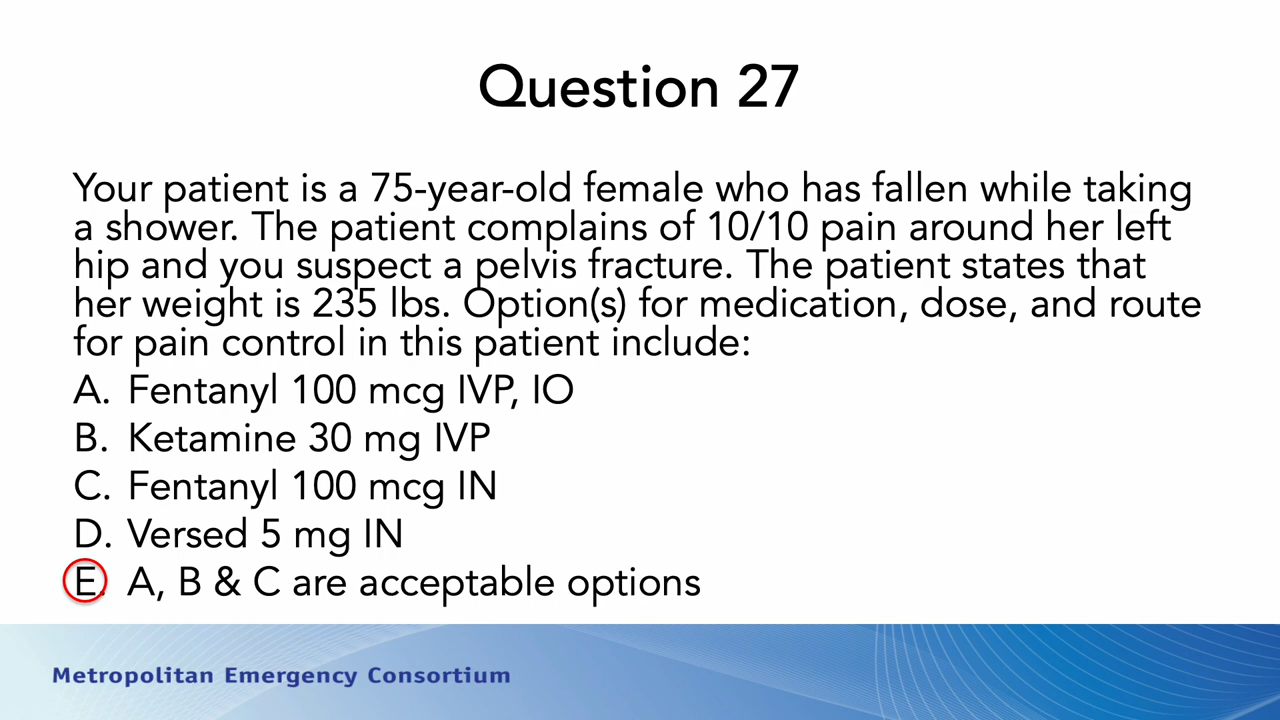 Question 27
Your patient is a 75-year-old female who has fallen while taking
a shower. The patient complains of 10/10 pain around her left
hip and you suspect a pelvis fracture. The patient states that
her weight is 235 lbs. Option(s) for medication, dose, and route
for pain control in this patient include:
A. Fentanyl 100 mcg IVP, IO
B. Ketamine 30 mg IVP
C. Fentanyl 100 mcg IN
D. Versed 5 mg IN
E. A, B & C are acceptable options
Metropolitan Emergency Consortium